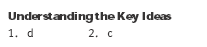 Understanding the Key Ideas
1. d 2. c